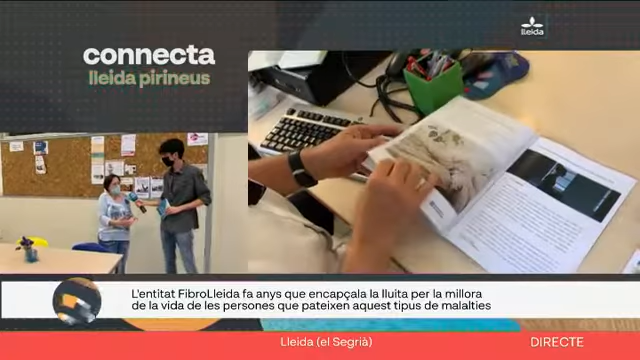 lleida
connecta
lleida pirineus
L'entitat FibroLleida fa anys que encapçala la lluita per la millora
de la vida de les persones que pateixen aquest tipus de malalties
Lleida (el Segrià)
DIRECTE